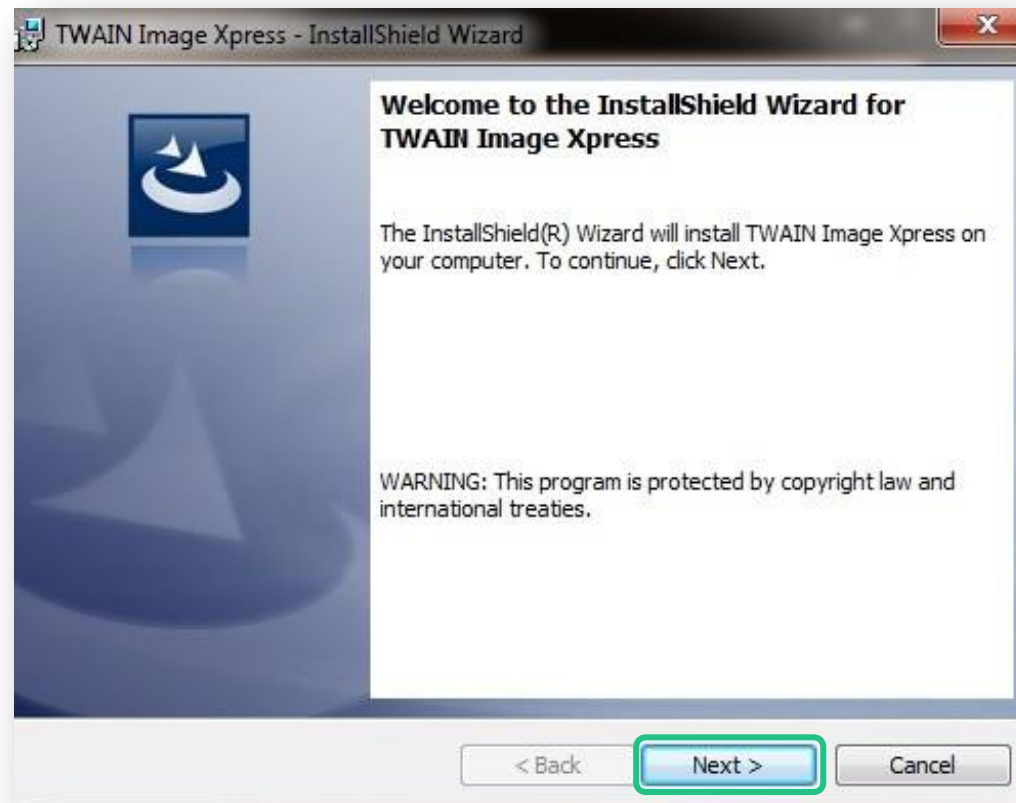 TWAIN Image Xpress - InstallShield Wizard
Welcome to the InstallShield Wizard for
TWAIN Image Xpress
The InstallShield(R) Wizard will install TWAIN Image Xpress on
your computer. To continue, click Next.
WARNING: This program is protected by copyright law and
international treaties.
< Back
Next >
Cancel